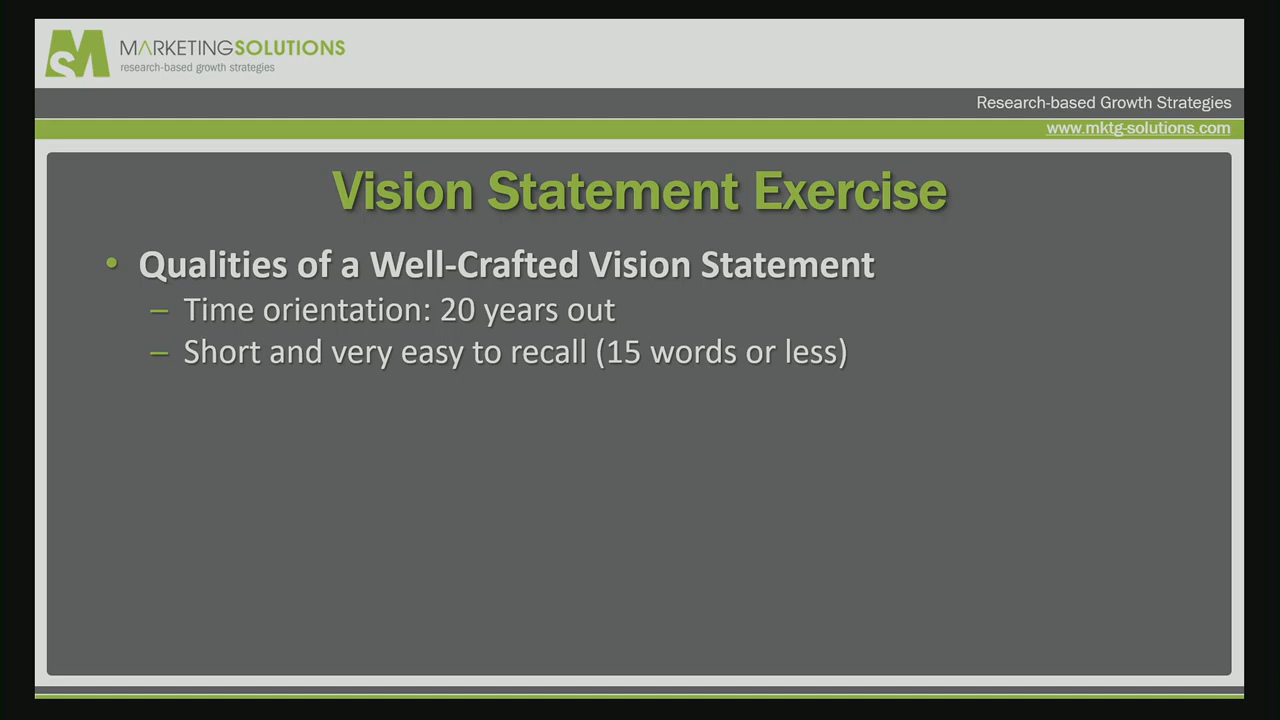 MARKETINGSOLUTIONS
research-based growth strategies
Research-based Growth Strategies
www.mktg-solutions.com
Vision Statement Exercise
• Qualities of a Well-Crafted Vision Statement
– Time orientation: 20 years out
– Short and very easy to recall (15 words or less)